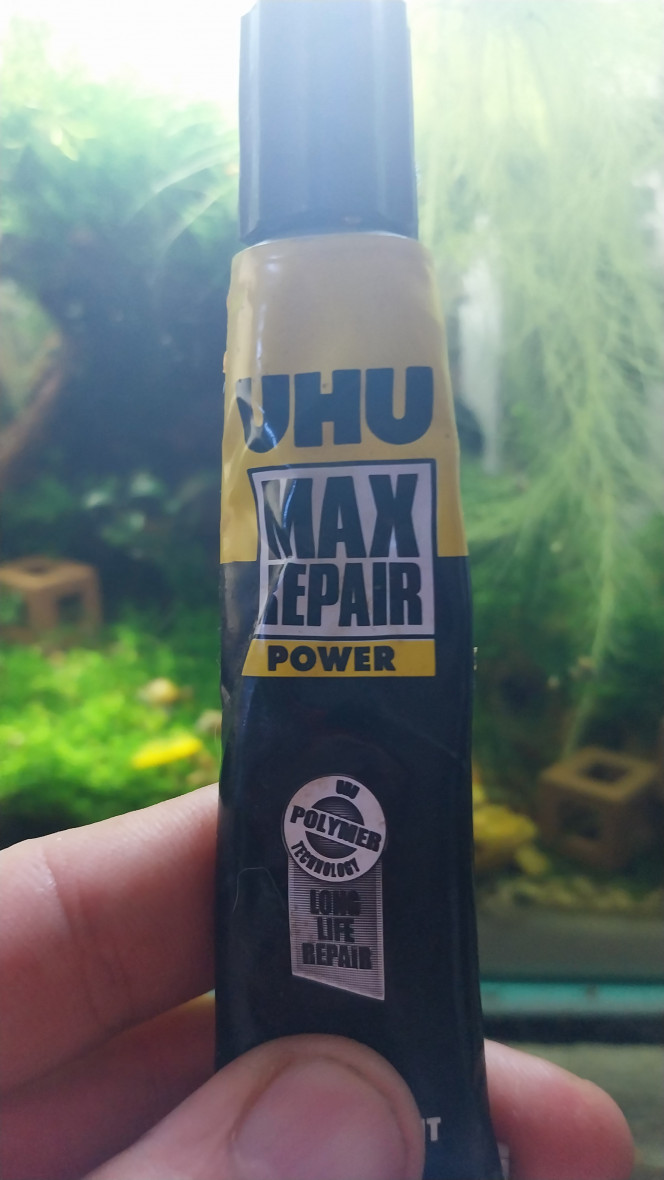 UHU
MAX
REPAIR
POWER
POLYMER
TECHNOLOGY
LONG
LIFE
REPAIR